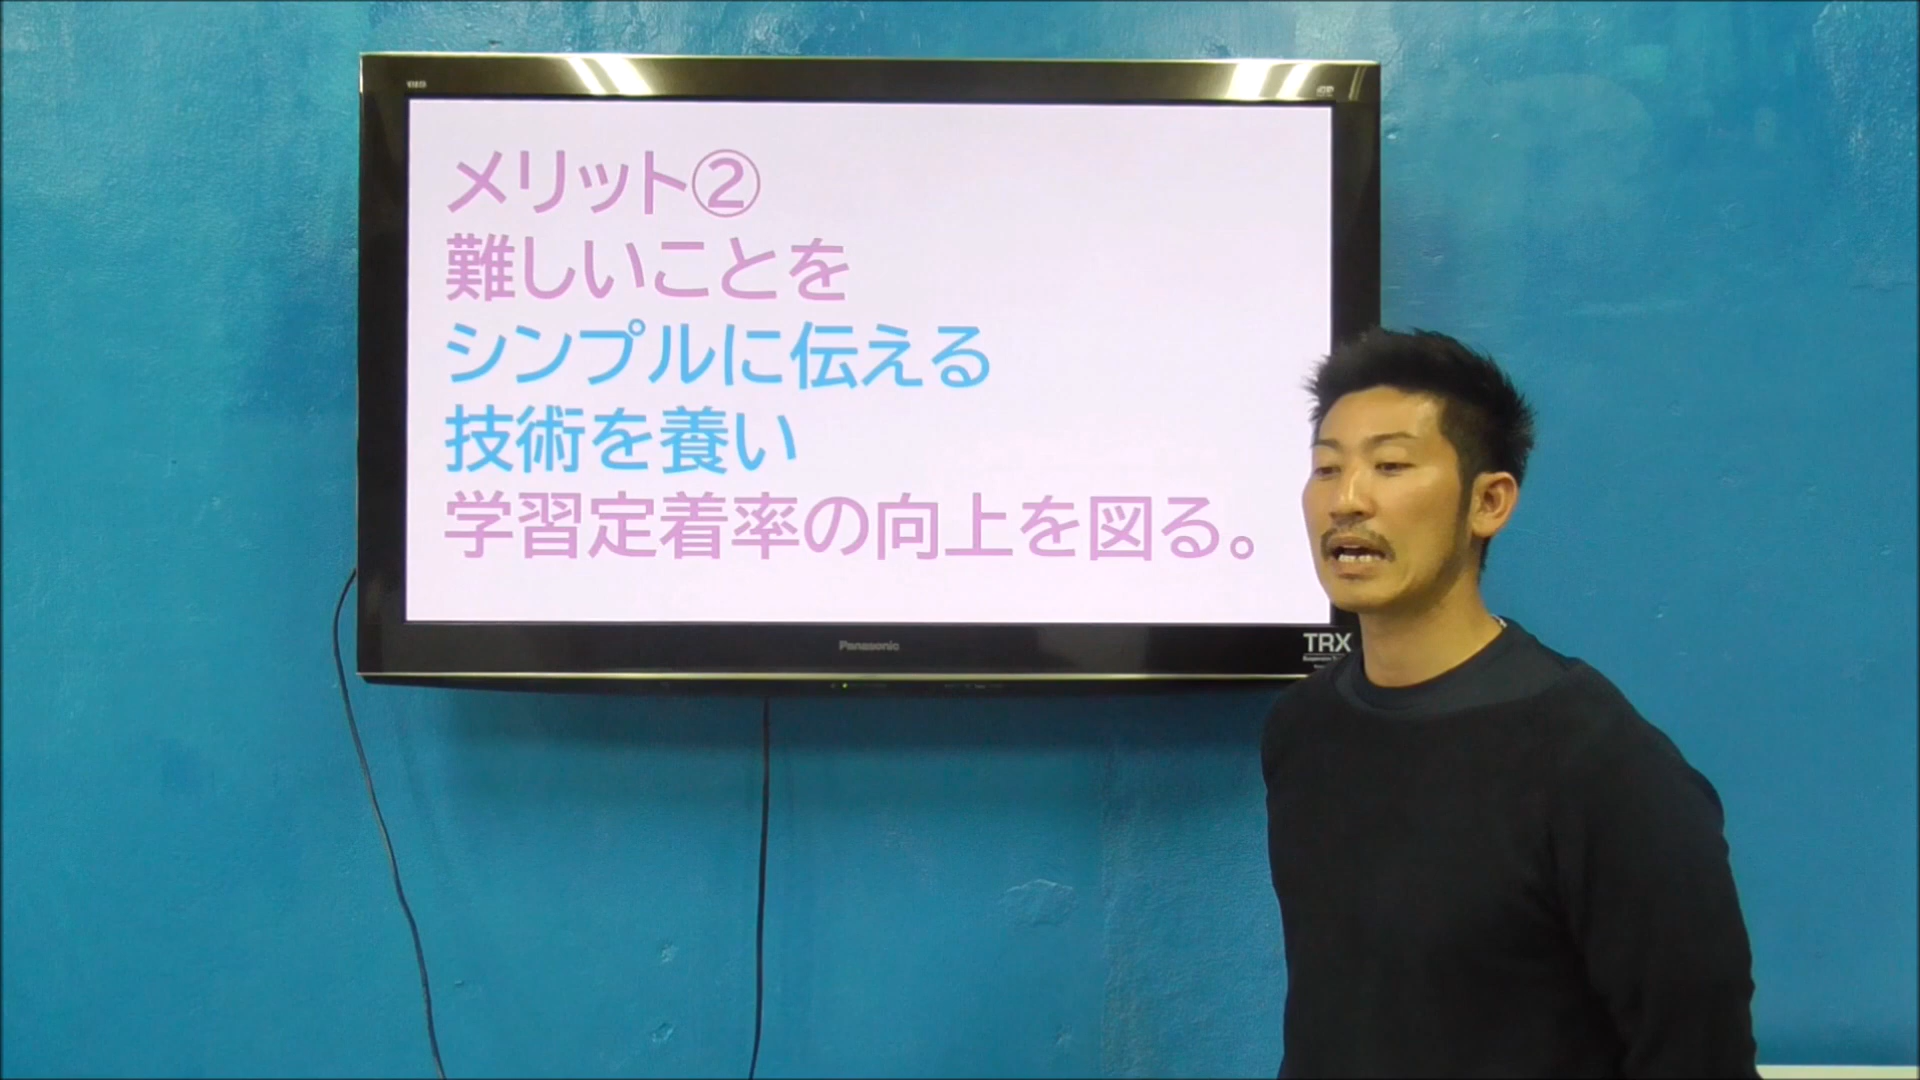 メリット②
難しいことを
シンプルに伝える
技術を養い
学習定着率の向上を図る。
Panasonic
TRX